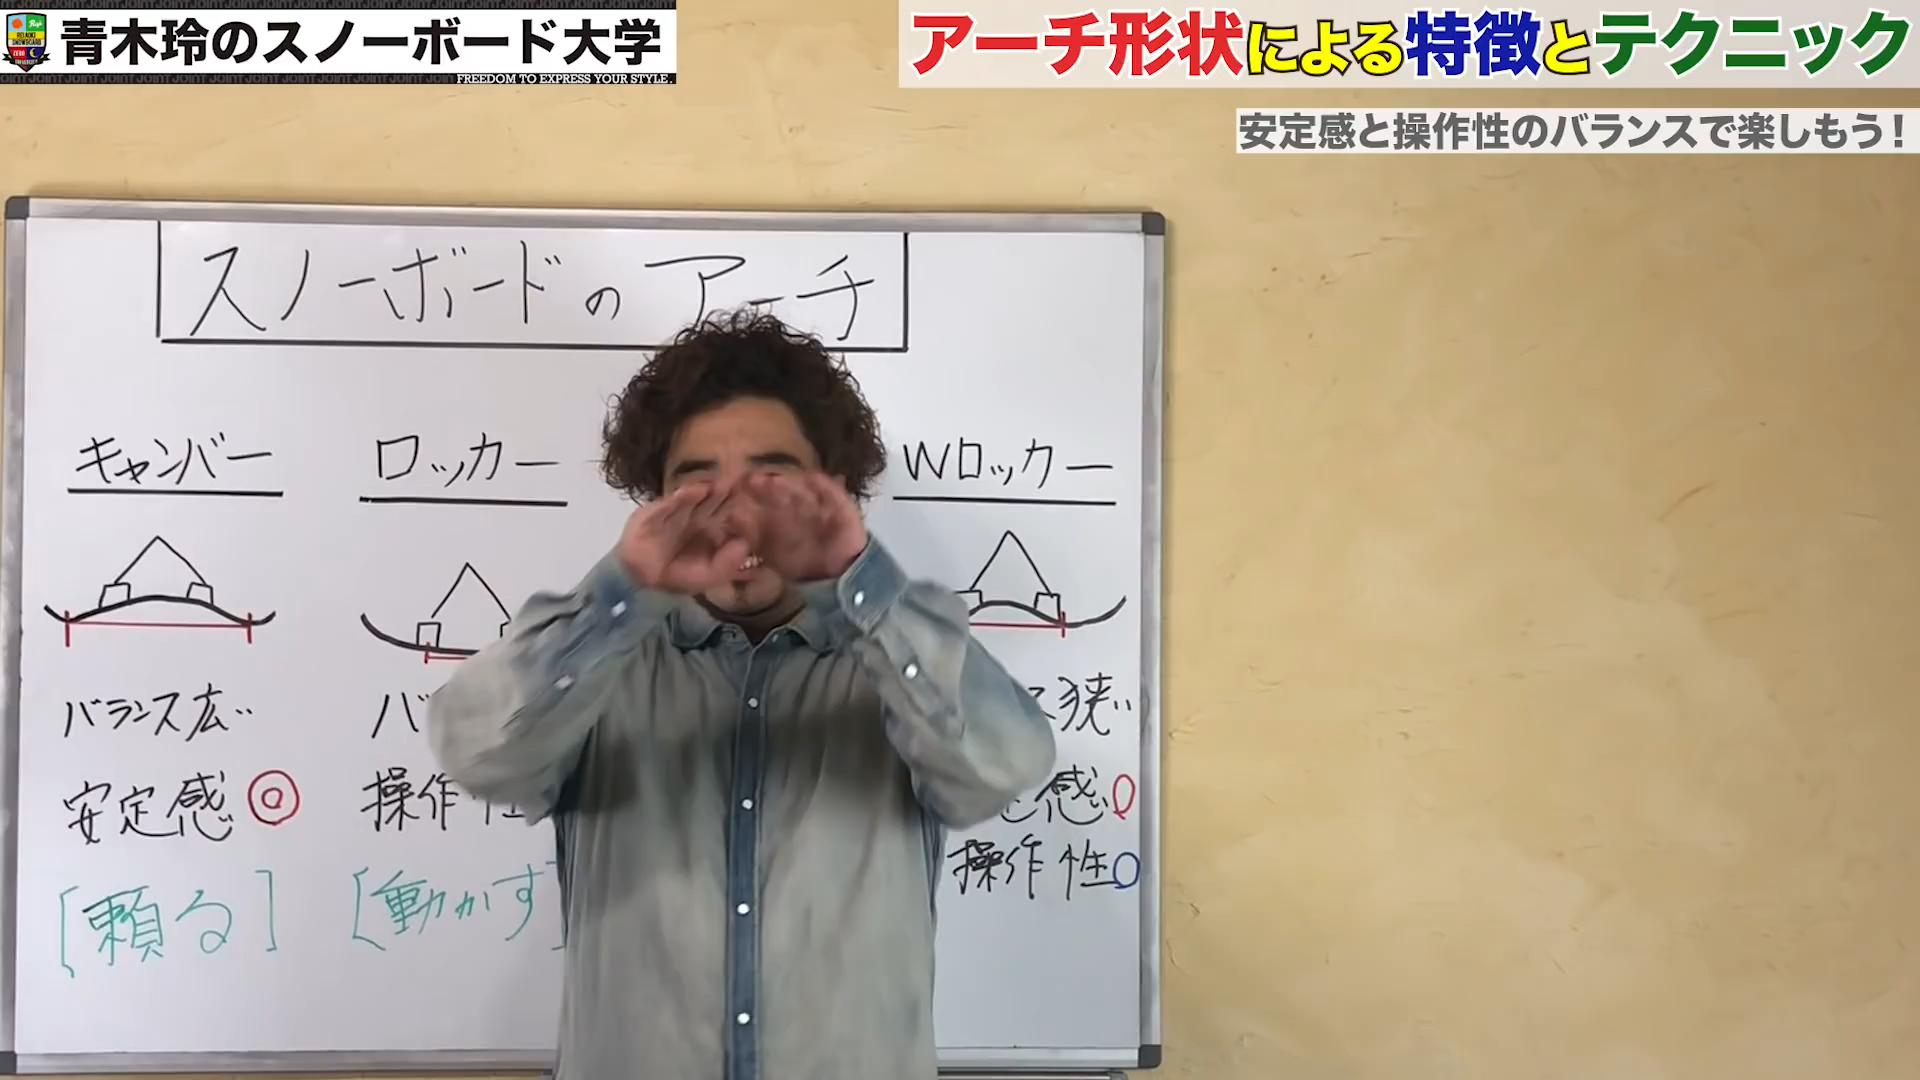 青木玲のスノーボード大学
FREEDOM TO EXPRESS YOUR STYLE.
アーチ形状による特徴とテクニック
安定感と操作性のバランスで楽しもう!
スノーボードのアーチ
キャンバー
ロッカー
Wロッカー
バランス広い
バ
狭い
安定感◎
操作性
感○
操作性○
[頼る]
[動かす]